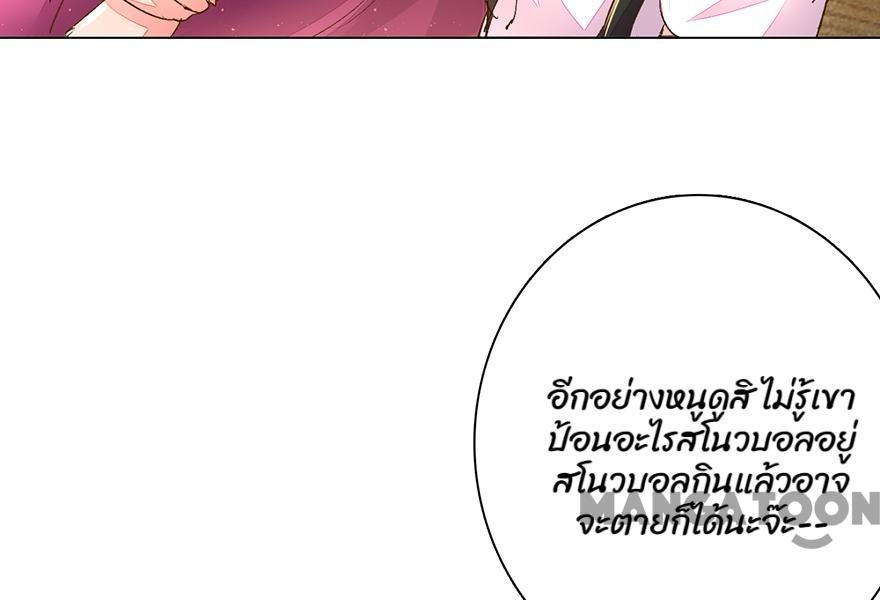 อีกอย่างหนูดูสิ ไม่รู้เขา
ป้อนอะไรสโนวบอลอยู่
สโนวบอลกินแล้วอาจ
จะตายก็ได้นะจ๊ะ--
MANGATOON